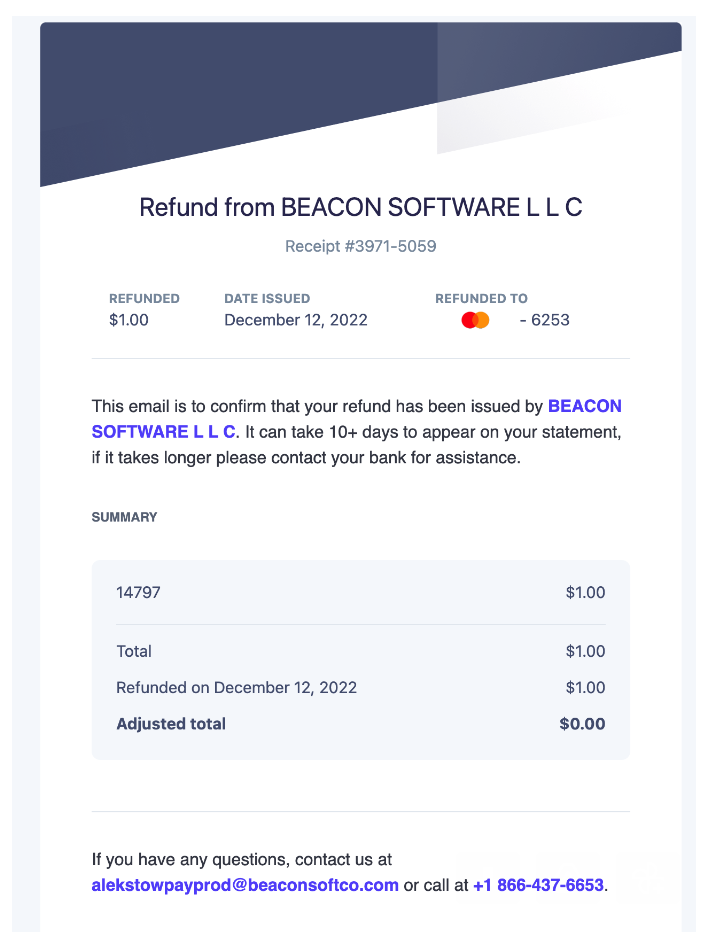 Refund from BEACON SOFTWARE L L C
Receipt #3971-5059
REFUNDED DATE ISSUED REFUNDED TO
$1.00 December 12, 2022 - 6253
This email is to confirm that your refund has been issued by BEACON
SOFTWARE L L C. It can take 10+ days to appear on your statement,
if it takes longer please contact your bank for assistance.
SUMMARY
14797 $1.00
Total $1.00
Refunded on December 12, 2022 $1.00
Adjusted total $0.00
If you have any questions, contact us at
alekstowpayprod@beaconsoftco.com or call at +1 866-437-6653.